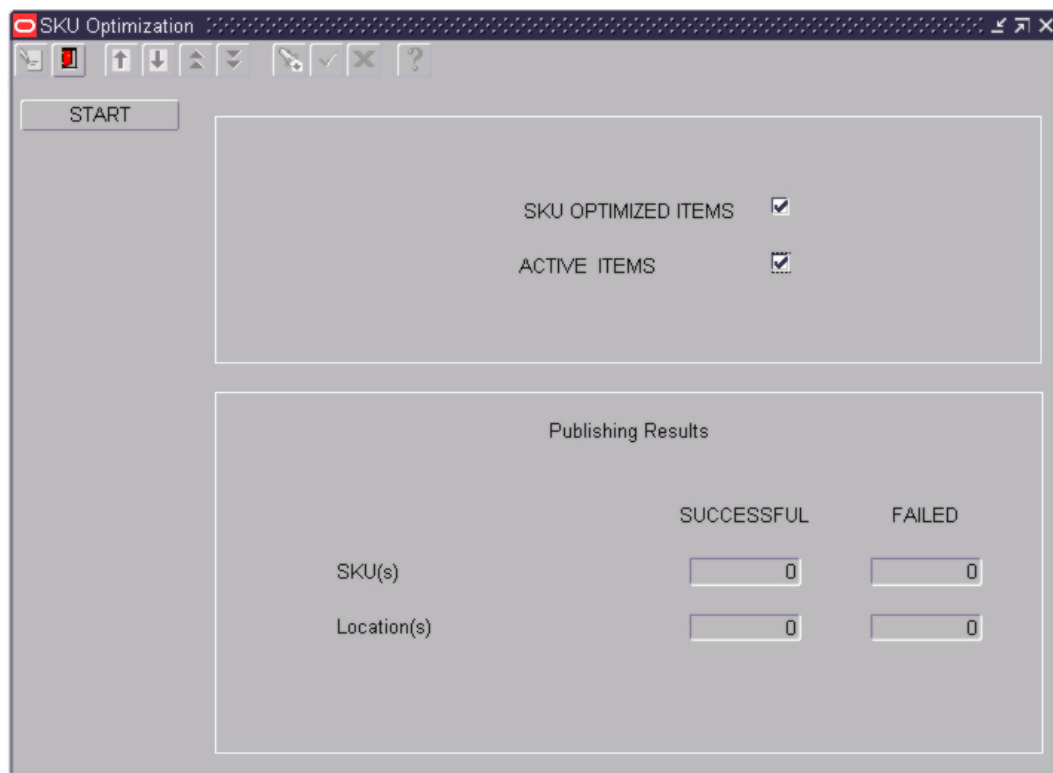 SKU Optimization
START
SKU OPTIMIZED ITEMS
ACTIVE ITEMS
Publishing Results
SUCCESSFUL FAILED
SKU(s) 0 0
Location(s) 0 0